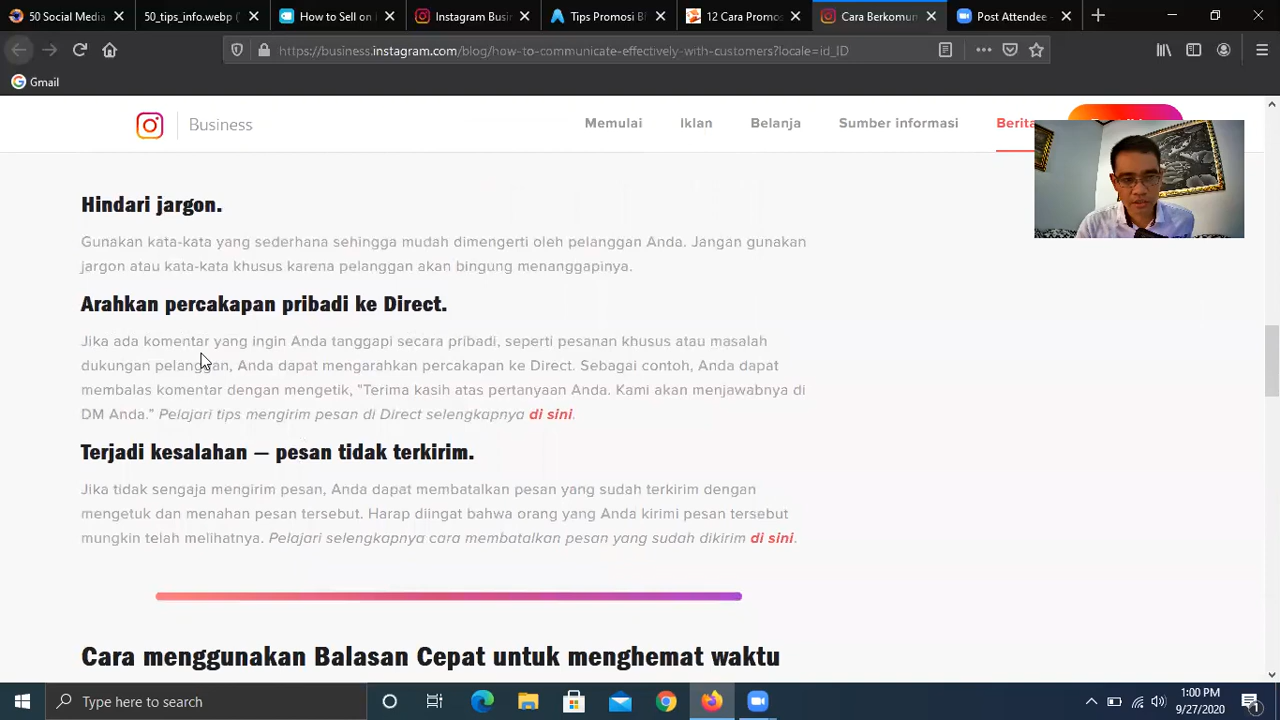 50 Social Media
50_tips_info.webp (
How to Sell on
Instagram Busin
Tips Promosi B
12 Cara Promo
Cara Berkomun
Post Attendee -
https://business.instagram.com/blog/how-to-communicate-effectively-with-customers?locale=id_ID
Gmail
Business
Memulai
Iklan
Belanja
Sumber informasi
Berita
Hindari jargon.
Gunakan kata-kata yang sederhana sehingga mudah dimengerti oleh pelanggan Anda. Jangan gunakan
jargon atau kata-kata khusus karena pelanggan akan bingung menanggapinya.
Arahkan percakapan pribadi ke Direct.
Jika ada komentar yang ingin Anda tanggapi secara pribadi, seperti pesanan khusus atau masalah
dukungan pelanggan, Anda dapat mengarahkan percakapan ke Direct. Sebagai contoh, Anda dapat
membalas komentar dengan mengetik, "Terima kasih atas pertanyaan Anda. Kami akan menjawabnya di
DM Anda." Pelajari tips mengirim pesan di Direct selengkapnya di sini.
Terjadi kesalahan — pesan tidak terkirim.
Jika tidak sengaja mengirim pesan, Anda dapat membatalkan pesan yang sudah terkirim dengan
mengetuk dan menahan pesan tersebut. Harap diingat bahwa orang yang Anda kirimi pesan tersebut
mungkin telah melihatnya. Pelajari selengkapnya cara membatalkan pesan yang sudah dikirim di sini.
Cara menggunakan Balasan Cepat untuk menghemat waktu
Type here to search
1:00 PM
9/27/2020